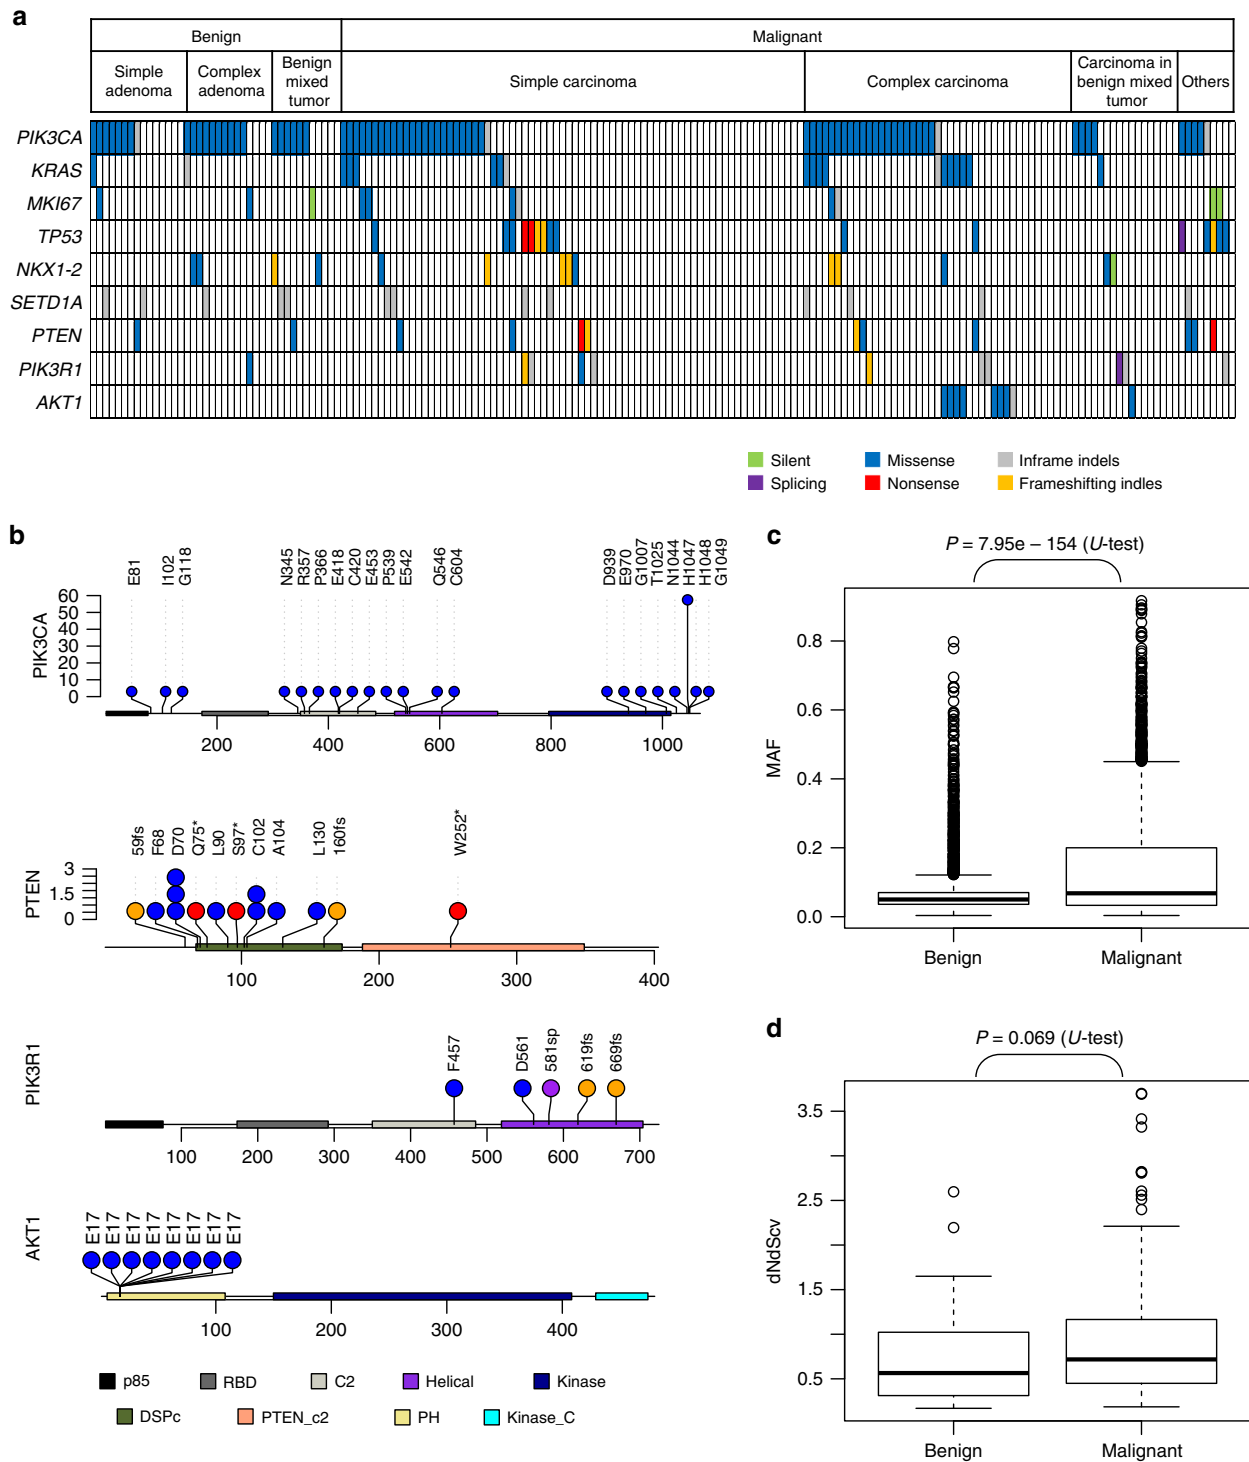 a
Benign
Malignant
Simple adenoma
Complex adenoma
Benign mixed tumor
Simple carcinoma
Complex carcinoma
Carcinoma in benign mixed tumor
Others
PIK3CA
KRAS
MKI67
TP53
NKX1-2
SETD1A
PTEN
PIK3R1
AKT1
Silent
Missense
Inframe indels
Splicing
Nonsense
Frameshifting indles
b
PIK3CA
60
50
40
30
20
10
0
E81
I102
G118
N345
R357
P366
E418
C420
E453
P539
E542
Q546
C604
D939
E970
G1007
T1025
N1044
H1047
H1048
G1049
200 400 600 800 1000
PTEN
3
1.5
0
59fs
F68
D70
Q75*
L90
S97*
C102
A104
L130
160fs
W252*
100 200 300 400
PIK3R1
F457
D561
581sp
619fs
669fs
100 200 300 400 500 600 700
AKT1
E17
E17
E17
E17
E17
E17
E17
E17
100 200 300 400
p85
RBD
C2
Helical
Kinase
DSPc
PTEN_c2
PH
Kinase_C
c
P = 7.95e − 154 (U-test)
MAF
0.8
0.6
0.4
0.2
0.0
Benign
Malignant
d
P = 0.069 (U-test)
dNdScv
3.5
2.5
1.5
0.5
Benign
Malignant